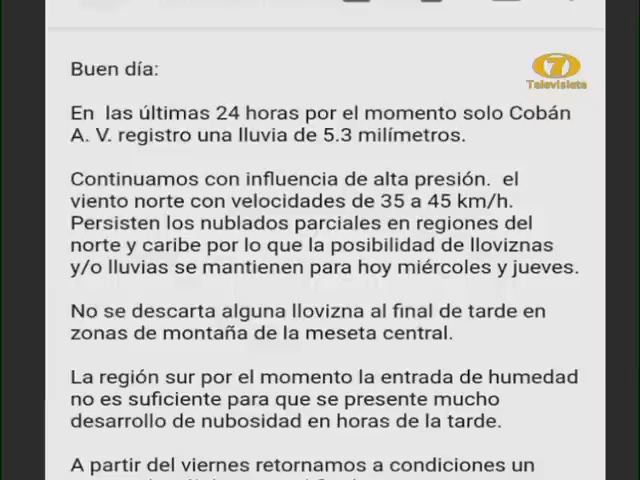 Buen día:
7
Televisiete
En las últimas 24 horas por el momento solo Cobán
A. V. registro una lluvia de 5.3 milímetros.
Continuamos con influencia de alta presión. el
viento norte con velocidades de 35 a 45 km/h.
Persisten los nublados parciales en regiones del
norte y caribe por lo que la posibilidad de lloviznas
y/o lluvias se mantienen para hoy miércoles y jueves.
No se descarta alguna llovizna al final de tarde en
zonas de montaña de la meseta central.
La región sur por el momento la entrada de humedad
no es suficiente para que se presente mucho
desarrollo de nubosidad en horas de la tarde.
A partir del viernes retornamos a condiciones un